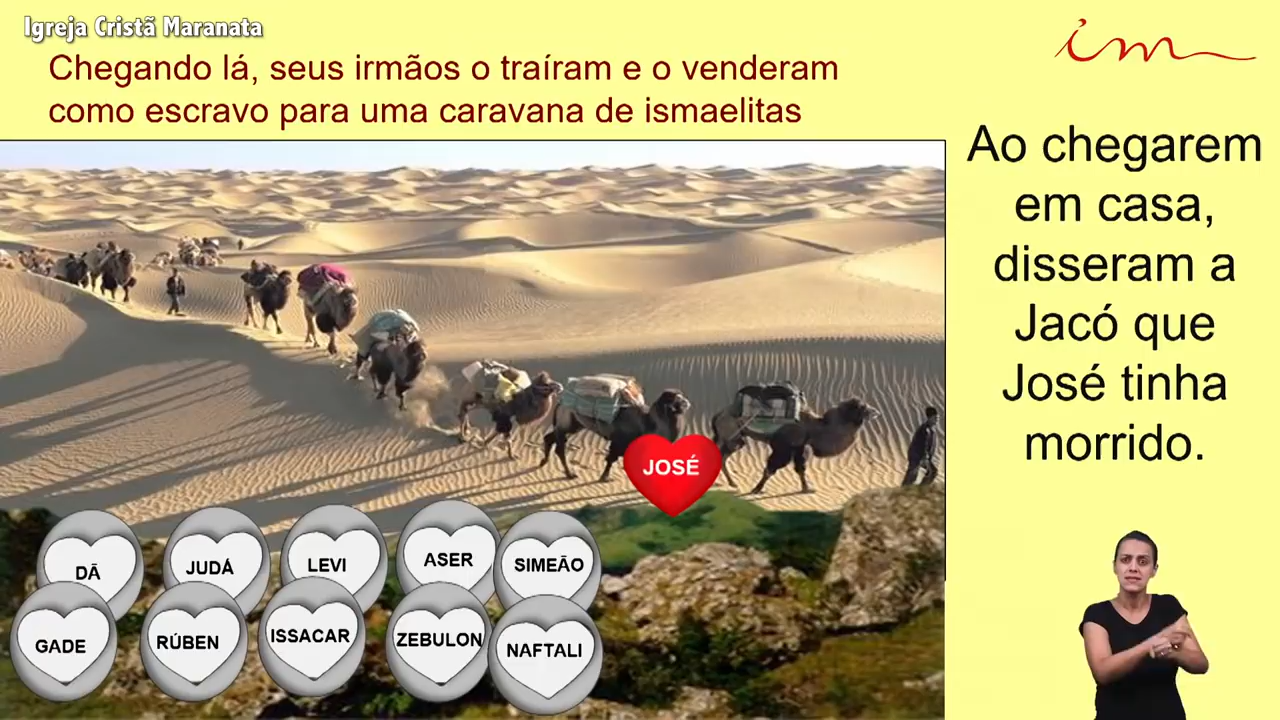 Igreja Cristã Maranata
im
Chegando lá, seus irmãos o traíram e o venderam
como escravo para uma caravana de ismaelitas
Ao chegarem
em casa,
disseram a
Jacó que
José tinha
morrido.
JOSÉ
DÃ
JUDÁ
LEVI
ASER
SIMEÃO
GADE
RÚBEN
ISSACAR
ZEBULON
NAFTALI